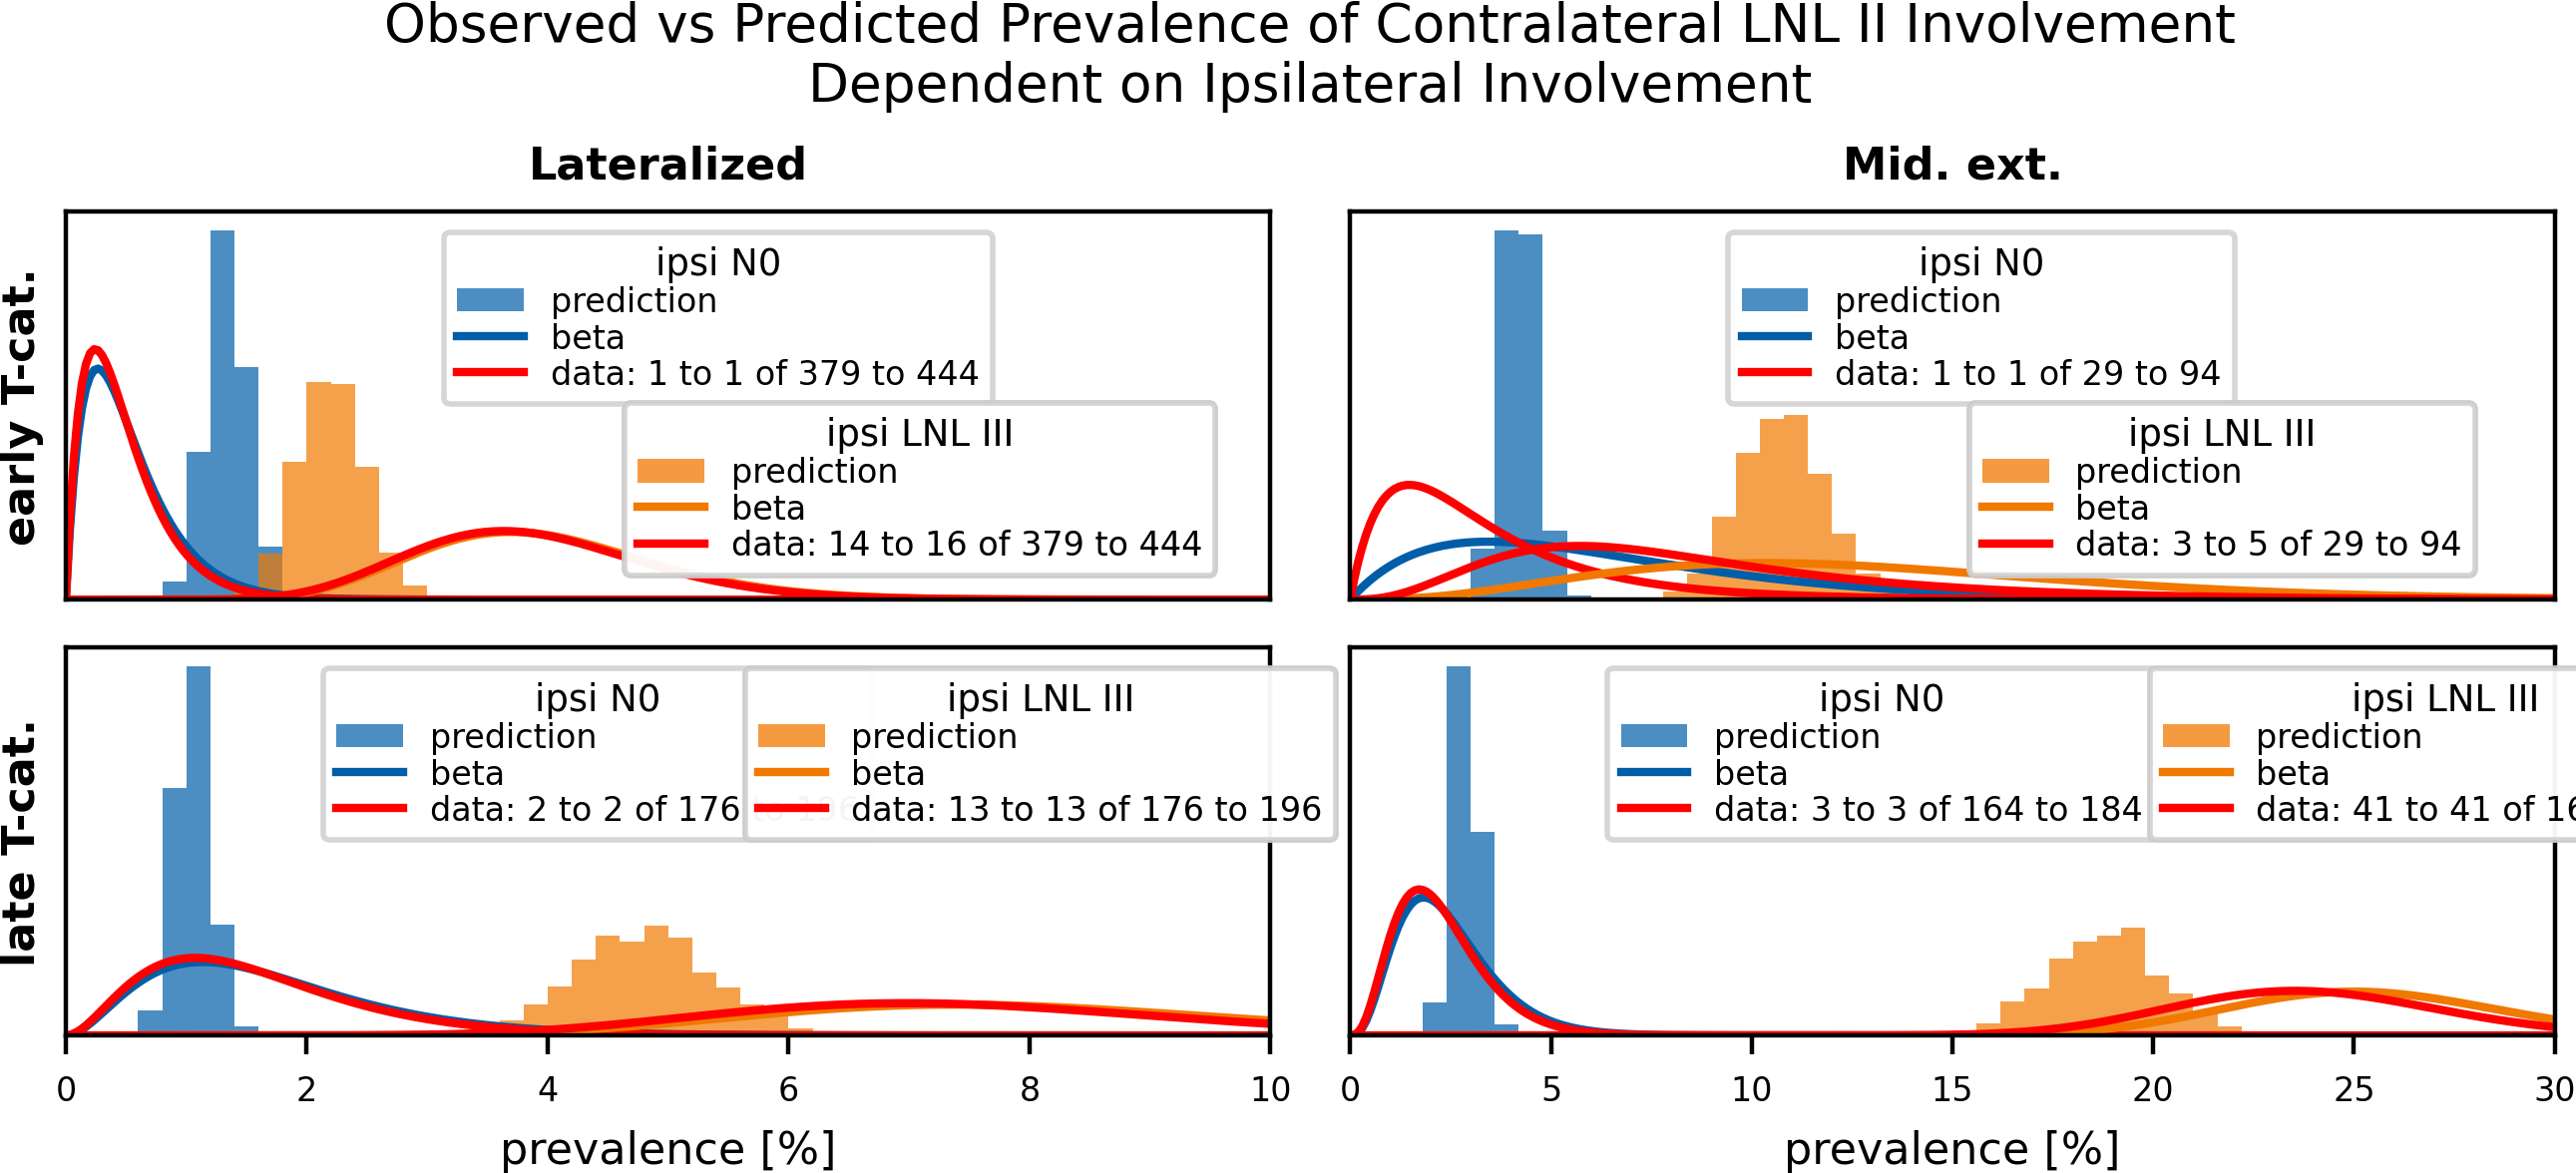 Observed vs Predicted Prevalence of Contralateral LNL II Involvement
Dependent on Ipsilateral Involvement
Lateralized
Mid. ext.
early T-cat.
ipsi N0
prediction
beta
data: 1 to 1 of 379 to 444
ipsi LNL III
prediction
beta
data: 14 to 16 of 379 to 444
ipsi N0
prediction
beta
data: 1 to 1 of 29 to 94
ipsi LNL III
prediction
beta
data: 3 to 5 of 29 to 94
late T-cat.
ipsi N0
prediction
beta
data: 2 to 2 of 176 to 196
ipsi LNL III
prediction
beta
data: 13 to 13 of 176 to 196
ipsi N0
prediction
beta
data: 3 to 3 of 164 to 184
ipsi LNL III
prediction
beta
data: 41 to 41 of
0 2 4 6 8 10
0 5 10 15 20 25 30
prevalence [%]
prevalence [%]